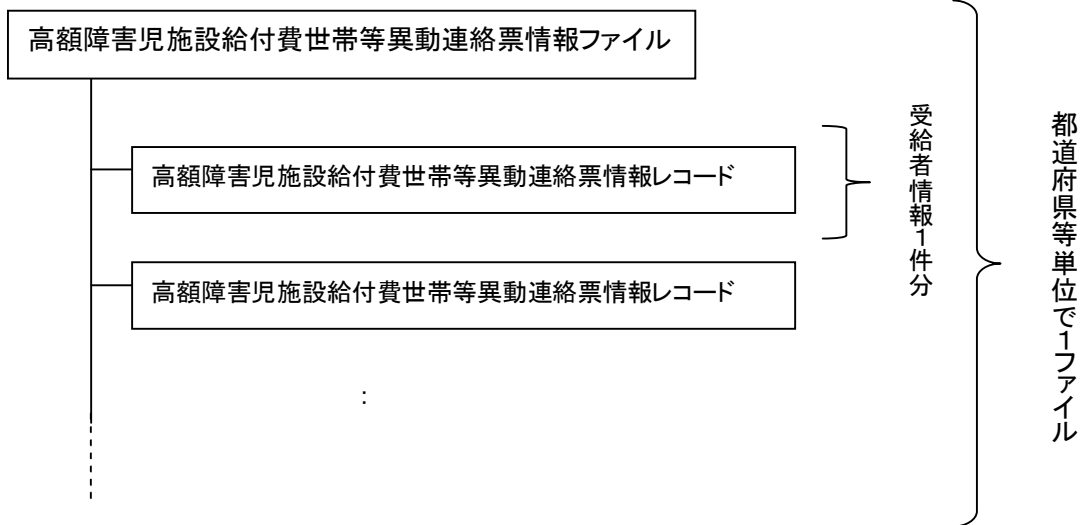 高額障害児施設給付費世帯等異動連絡票情報ファイル
高額障害児施設給付費世帯等異動連絡票情報レコード
高額障害児施設給付費世帯等異動連絡票情報レコード
:
受給者情報1件分
都道府県等単位で1ファイル